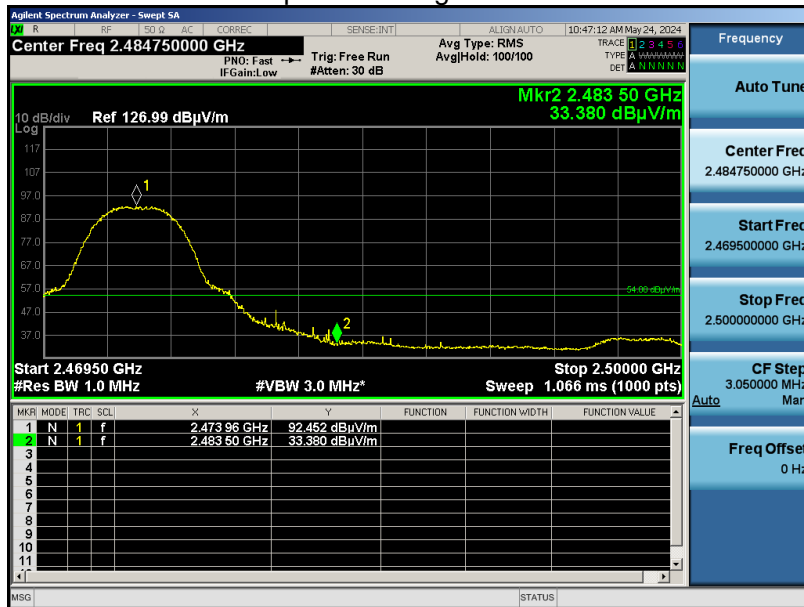 Agilent Spectrum Analyzer - Swept SA
LXI R RF 50 Ω AC CORREC SENSE:INT ALIGN AUTO 10:47:12 AM May 24, 2024
Center Freq 2.484750000 GHz
PNO: Fast
IFGain:Low
Trig: Free Run
#Atten: 30 dB
Avg Type: RMS
Avg|Hold: 100/100
TRACE 1 2 3 4 5 6
TYPE A WWWWW
DET A N N N N N
Mkr2 2.483 50 GHz
33.380 dBµV/m
10 dB/div
Log
Ref 126.99 dBµV/m
117
107
97.0
87.0
77.0
67.0
57.0
47.0
37.0
1
2
54.00 dBµV/m
Start 2.46950 GHz
Stop 2.50000 GHz
#Res BW 1.0 MHz
#VBW 3.0 MHz*
Sweep 1.066 ms (1000 pts)
MKR MODE TRC SCL X Y FUNCTION FUNCTION WIDTH FUNCTION VALUE
1 N 1 f 2.473 96 GHz 92.452 dBµV/m
2 N 1 f 2.483 50 GHz 33.380 dBµV/m
3
4
5
6
7
8
9
10
11
MSG
STATUS
Frequency
Auto Tune
Center Freq
2.484750000 GHz
Start Freq
2.469500000 GHz
Stop Freq
2.500000000 GHz
CF Step
3.050000 MHz
Auto Man
Freq Offset
0 Hz